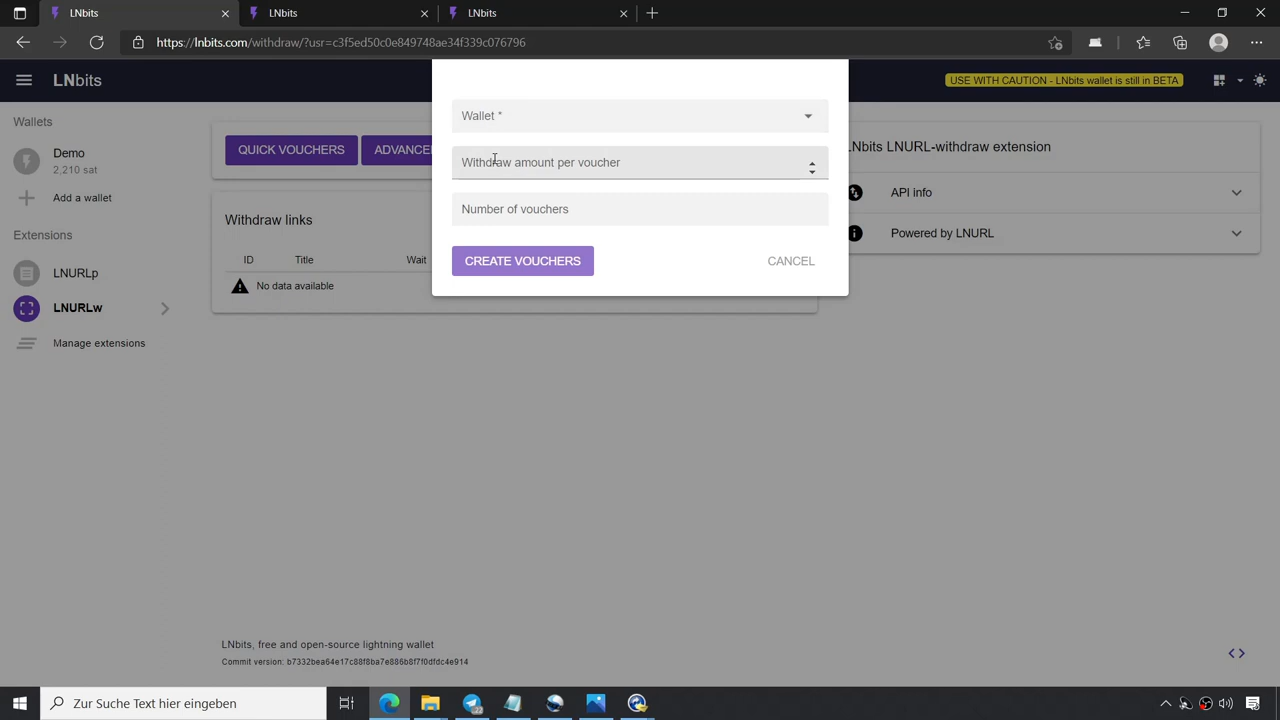 LNbits
LNbits
LNbits
https://lnbits.com/withdraw/?usr=c3f5ed50c0e849748ae34f339c076796
LNbits
USE WITH CAUTION - LNbits wallet is still in BETA
Wallets
Demo
2,210 sat
Add a wallet
Extensions
LNURLp
LNURLw
Manage extensions
QUICK VOUCHERS
ADVANCE
Withdraw links
ID Title Wait
No data available
Wallet *
Withdraw amount per voucher
Number of vouchers
CREATE VOUCHERS
CANCEL
LNbits LNURL-withdraw extension
API info
Powered by LNURL
LNbits, free and open-source lightning wallet
Commit version: b7332bea64e17c88f8ba7e886b8f7f0dfdc4e914
Zur Suche Text hier eingeben